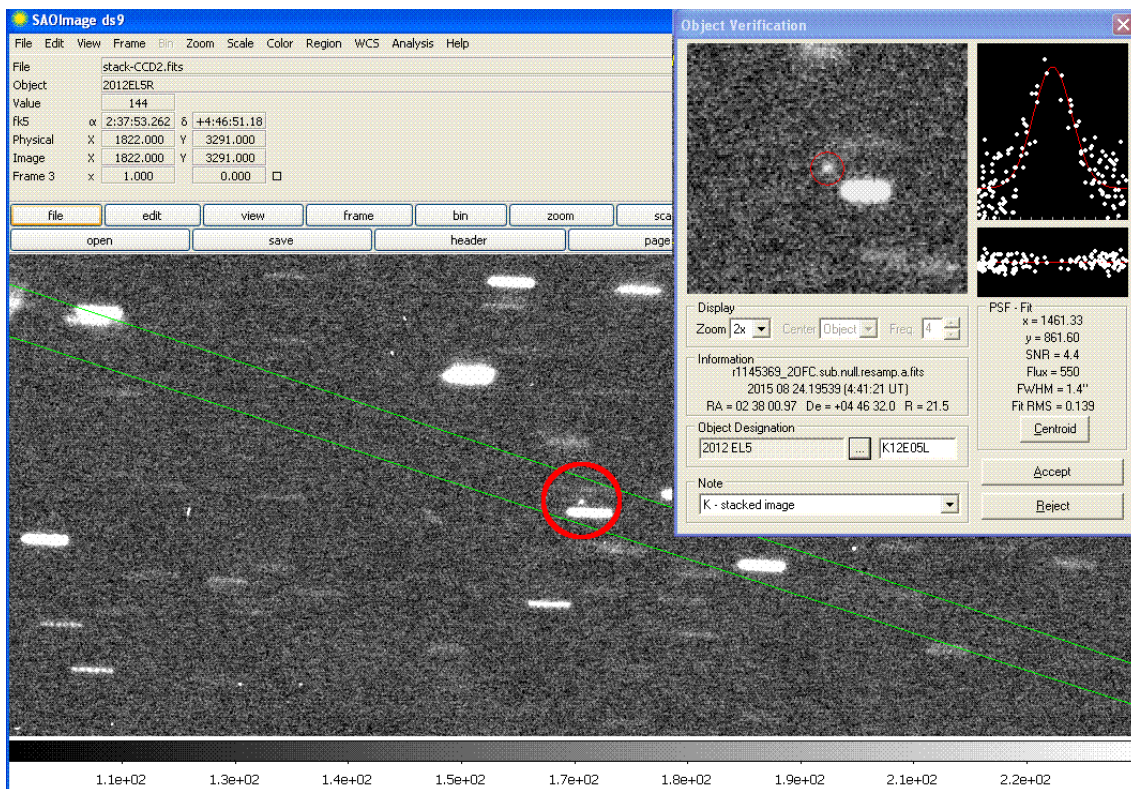 SAOImage ds9
File Edit View Frame Bin Zoom Scale Color Region WCS Analysis Help
File stack-CCD2.fits
Object 2012EL5R
Value 144
fk5 α 2:37:53.262 δ +4:46:51.18
Physical X 1822.000 Y 3291.000
Image X 1822.000 Y 3291.000
Frame 3 x 1.000 0.000
file edit view frame bin zoom sca
open save header page
1.1e+02 1.3e+02 1.4e+02 1.5e+02 1.7e+02 1.8e+02 1.9e+02 2.1e+02 2.2e+02
Object Verification
Display
Zoom 2x Center Object Freq. 4
Information
r1145369_2OFC.sub.null.resamp.a.fits
2015 08 24.19539 (4:41:21 UT)
RA = 02 38 00.97 De = +04 46 32.0 R = 21.5
Object Designation
2012 EL5 ... K12E05L
Note
K - stacked image
PSF - Fit
x = 1461.33
y = 861.60
SNR = 4.4
Flux = 550
FWHM = 1.4"
Fit RMS = 0.139
Centroid
Accept
Reject